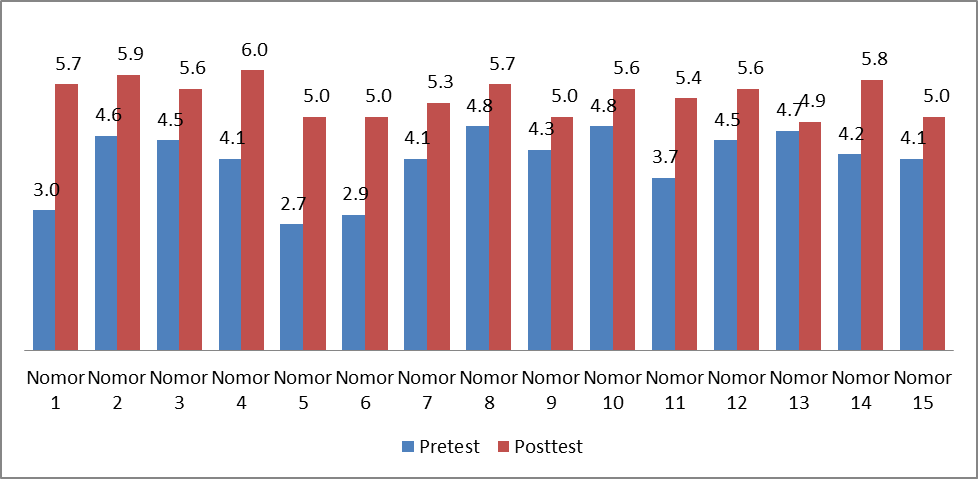 3.0 5.7 4.6 5.9 4.5 5.6 4.1 6.0 2.7 5.0 2.9 5.0 4.1 5.3 4.8 5.7 4.3 5.0 4.8 5.6 3.7 5.4 4.5 5.6 4.7 4.9 4.2 5.8 4.1 5.0
Nomor Nomor Nomor Nomor Nomor Nomor Nomor Nomor Nomor Nomor Nomor Nomor Nomor Nomor Nomor
1 2 3 4 5 6 7 8 9 10 11 12 13 14 15
Pretest Posttest